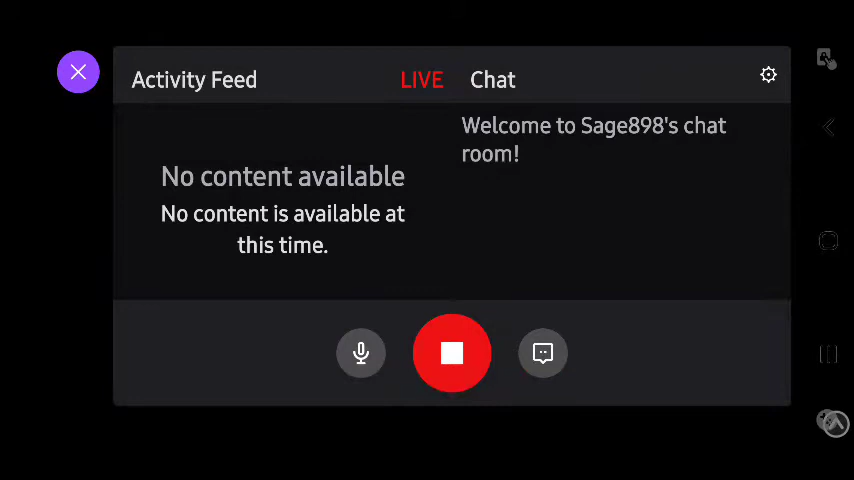 Activity Feed
LIVE
Chat
Welcome to Sage898's chat
room!
No content available
No content is available at
this time.